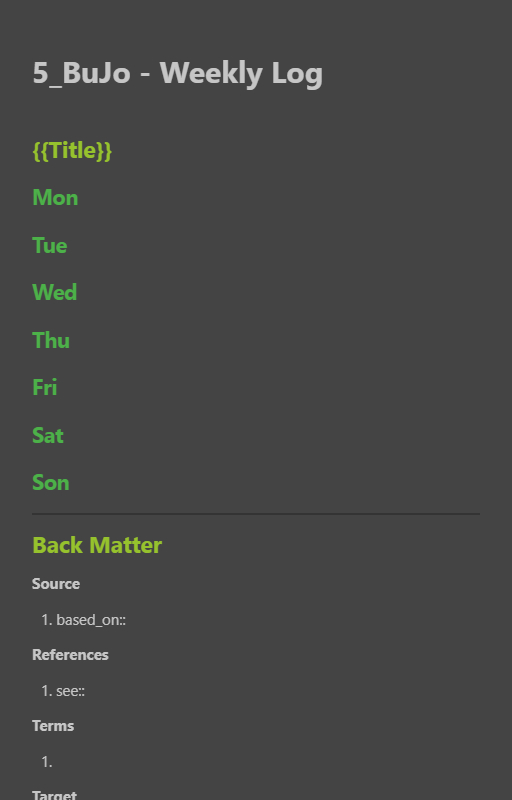 5_BuJo - Weekly Log
{{Title}}
Mon
Tue
Wed
Thu
Fri
Sat
Son
Back Matter
Source
1. based_on::
References
1. see::
Terms
1.
Target